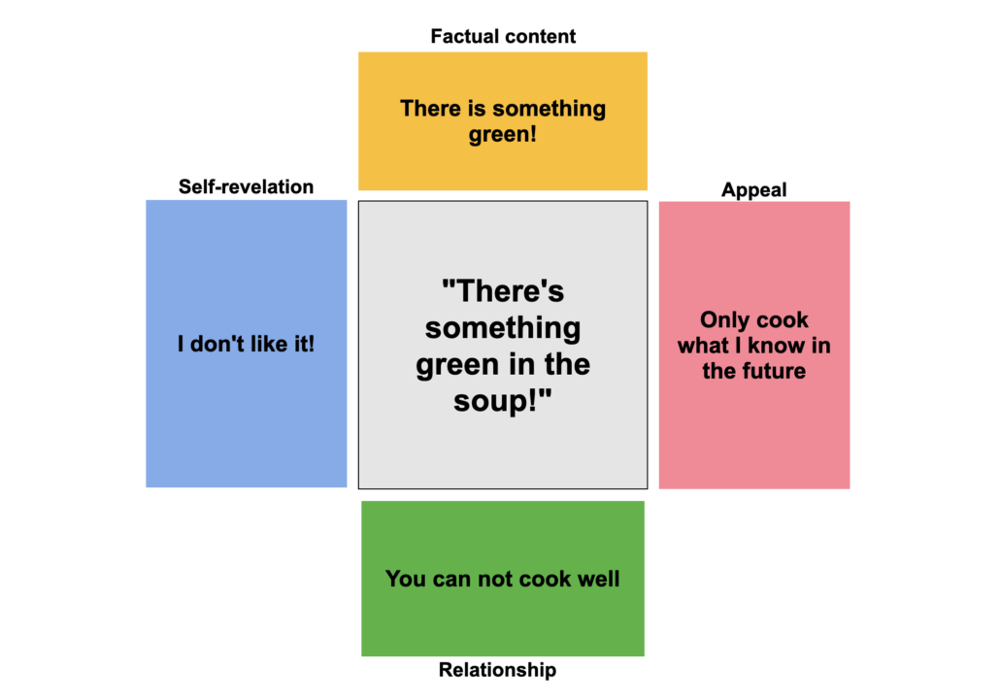 Factual content
There is something
green!
Self-revelation
I don't like it!
"There's
something
green in the
soup!"
Appeal
Only cook
what I know in
the future
You can not cook well
Relationship